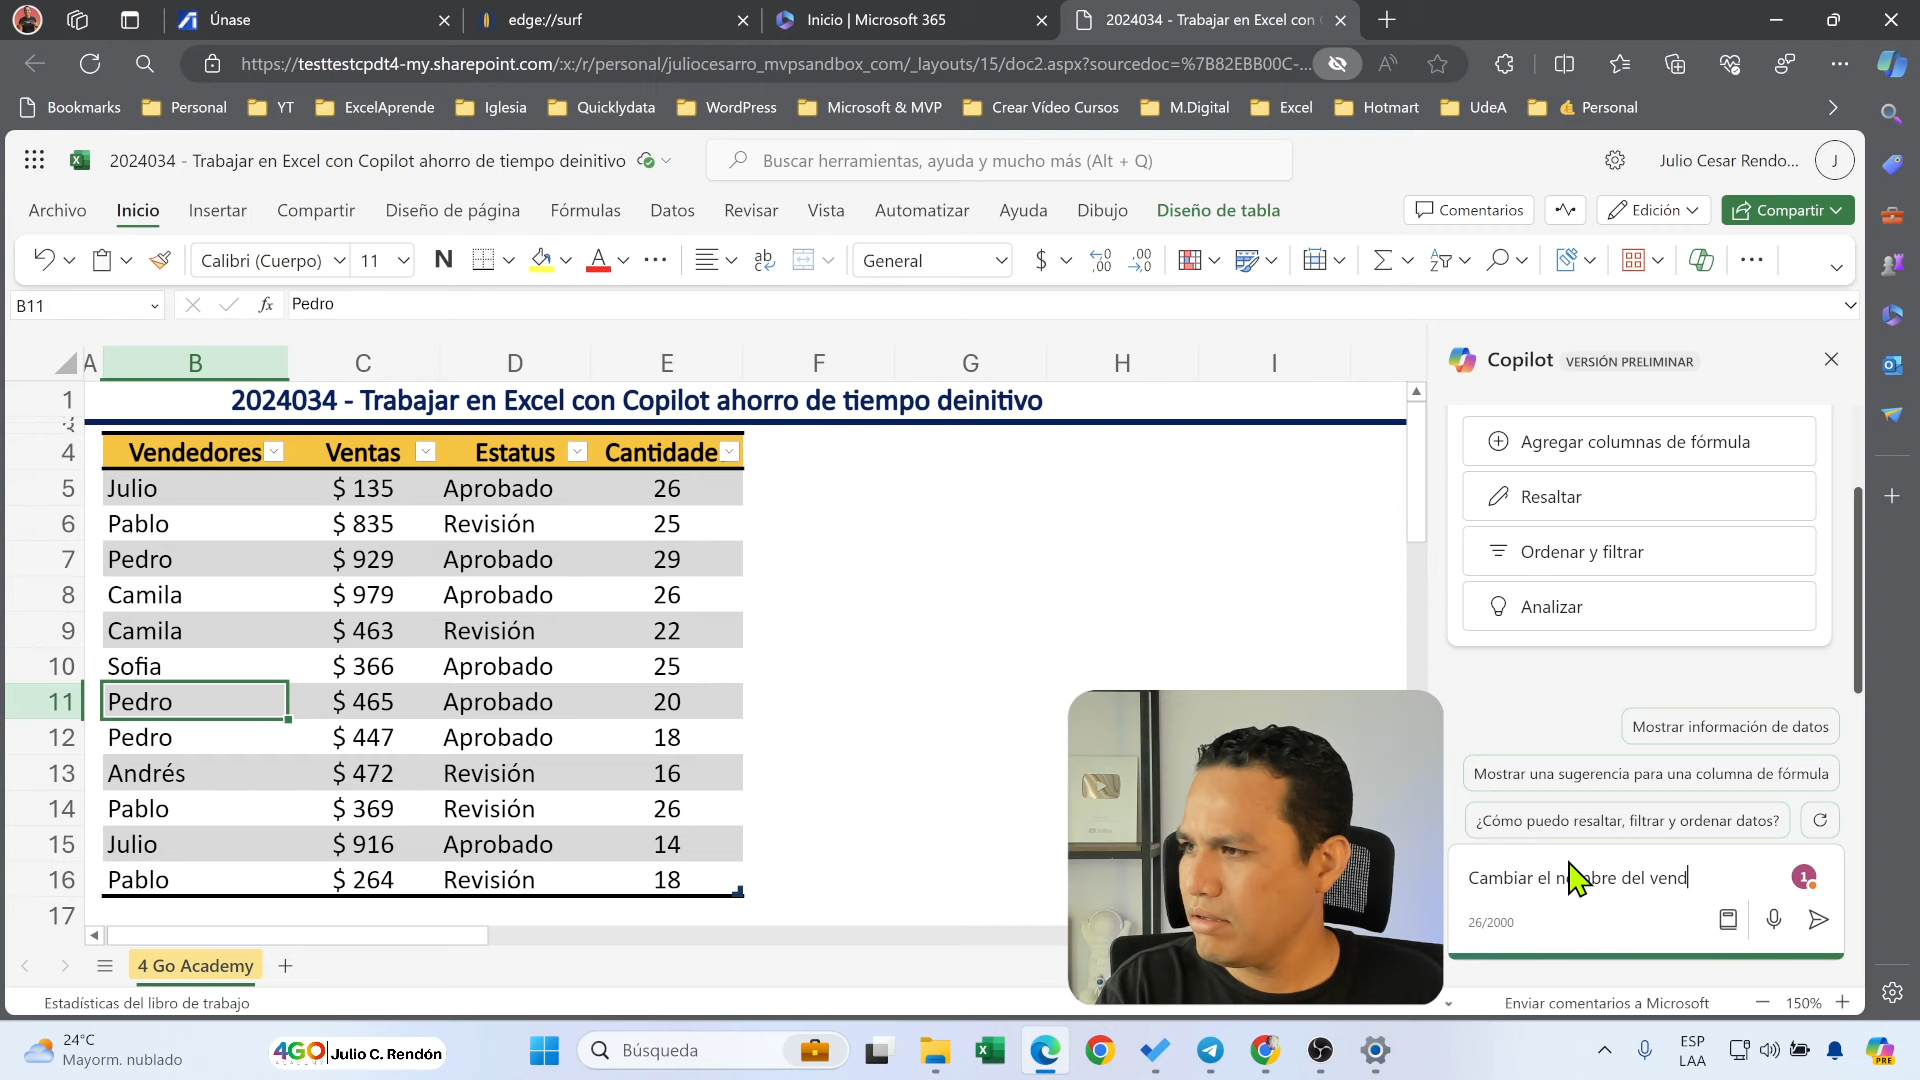 Únase
edge://surf
Inicio | Microsoft 365
2024034 - Trabajar en Excel con
https://testtestcpdt4-my.sharepoint.com/:x:/r/personal/juliocesarro_mvpsandbox_com/_layouts/15/doc2.aspx?sourcedoc=%7B82EBB00C-...
Bookmarks Personal YT ExcelAprende Iglesia Quicklydata WordPress Microsoft & MVP Crear Vídeo Cursos M.Digital Excel Hotmart UdeA Personal
2024034 - Trabajar en Excel con Copilot ahorro de tiempo deinitivo
Buscar herramientas, ayuda y mucho más (Alt + Q)
Julio Cesar Rendo... J
Archivo Inicio Insertar Compartir Diseño de página Fórmulas Datos Revisar Vista Automatizar Ayuda Dibujo Diseño de tabla
Comentarios Edición Compartir
Calibri (Cuerpo) 11 N A ab General $ ,00 ,00
B11 fx Pedro
A B C D E F G H I
1 2024034 - Trabajar en Excel con Copilot ahorro de tiempo deinitivo
4 Vendedores Ventas Estatus Cantidade
5 Julio $ 135 Aprobado 26
6 Pablo $ 835 Revisión 25
7 Pedro $ 929 Aprobado 29
8 Camila $ 979 Aprobado 26
9 Camila $ 463 Revisión 22
10 Sofia $ 366 Aprobado 25
11 Pedro $ 465 Aprobado 20
12 Pedro $ 447 Aprobado 18
13 Andrés $ 472 Revisión 16
14 Pablo $ 369 Revisión 26
15 Julio $ 916 Aprobado 14
16 Pablo $ 264 Revisión 18
17
Copilot VERSIÓN PRELIMINAR
Agregar columnas de fórmula
Resaltar
Ordenar y filtrar
Analizar
Mostrar información de datos
Mostrar una sugerencia para una columna de fórmula
¿Cómo puedo resaltar, filtrar y ordenar datos?
Cambiar el nombre del vend
1
26/2000
4 Go Academy
Estadísticas del libro de trabajo
Enviar comentarios a Microsoft
150%
24°C
Mayorm. nublado
4GO Julio C. Rendón
Búsqueda
ESP
LAA
PRE